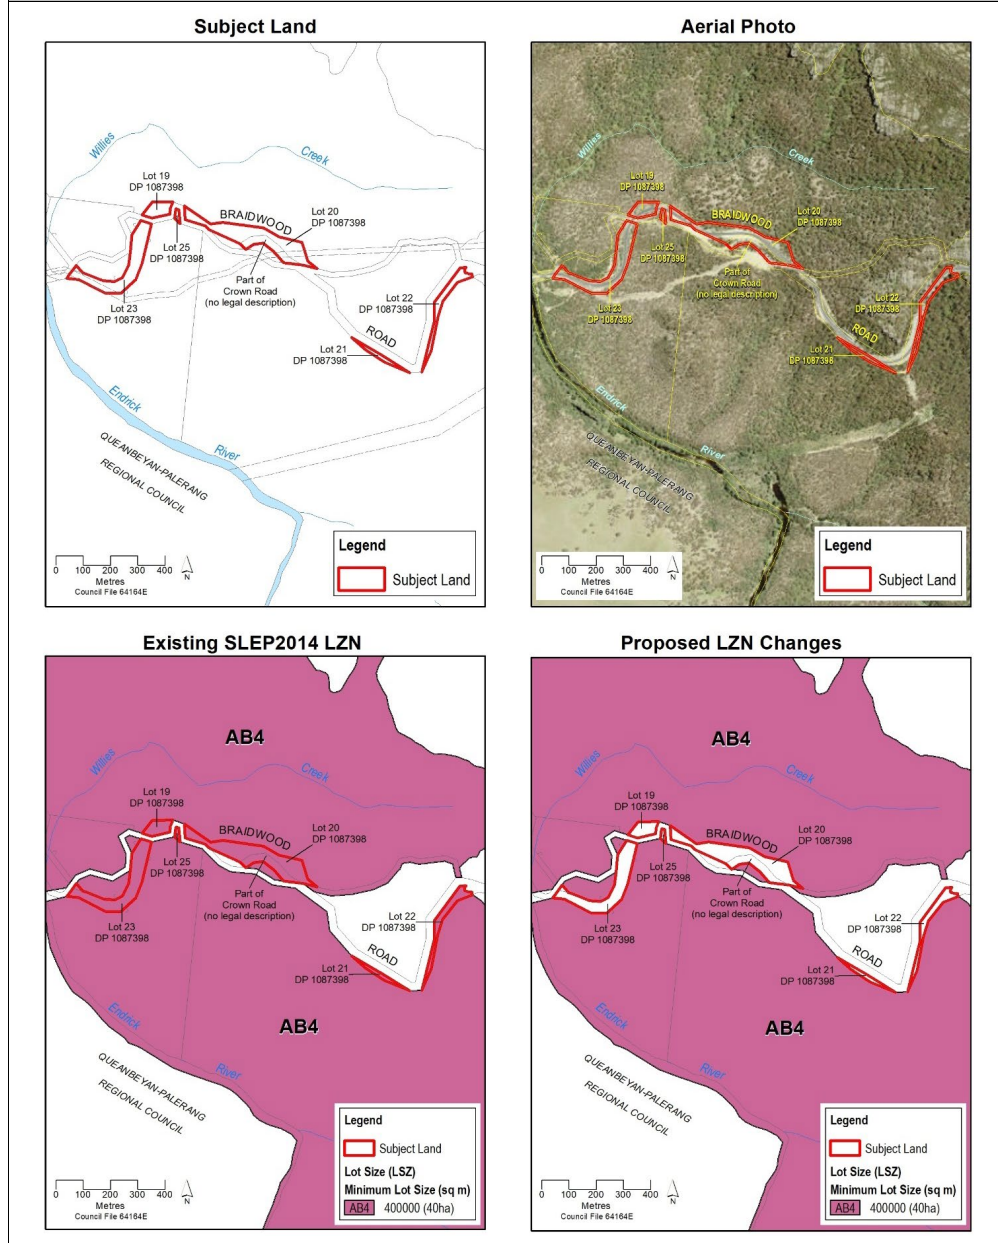 Subject Land
Willies
Creek
Lot 19
DP 1087398
BRAIDWOOD
Lot 20
DP 1087398
Lot 25
DP 1087398
Part of
Crown Road
(no legal description)
Lot 23
DP 1087398
Lot 22
DP 1087398
ROAD
Lot 21
DP 1087398
Endrick
River
QUEANBEYAN-PALERANG
REGIONAL COUNCIL
0 100 200 300 400
Metres
Council File 64164E
N
Legend
Subject Land
Aerial Photo
Willies
Creek
Lot 19
DP 1087398
BRAIDWOOD
Lot 20
DP 1087398
Lot 25
DP 1087398
Part of
Crown Road
(no legal description)
Lot 23
DP 1087398
Lot 22
DP 1087398
ROAD
Lot 21
DP 1087398
Endrick
River
QUEANBEYAN-PALERANG
REGIONAL COUNCIL
0 100 200 300 400
Metres
Council File 64164E
N
Legend
Subject Land
Existing SLEP2014 LZN
AB4
Willies
Creek
Lot 19
DP 1087398
BRAIDWOOD
Lot 20
DP 1087398
Lot 25
DP 1087398
Part of
Crown Road
(no legal description)
Lot 23
DP 1087398
Lot 22
DP 1087398
ROAD
Lot 21
DP 1087398
AB4
Endrick
River
QUEANBEYAN-PALERANG
REGIONAL COUNCIL
0 100 200 300 400
Metres
Council File 64164E
N
Legend
Subject Land
Lot Size (LSZ)
Minimum Lot Size (sq m)
AB4 400000 (40ha)
Proposed LZN Changes
AB4
Willies
Creek
Lot 19
DP 1087398
BRAIDWOOD
Lot 20
DP 1087398
Lot 25
DP 1087398
Part of
Crown Road
(no legal description)
Lot 23
DP 1087398
Lot 22
DP 1087398
ROAD
Lot 21
DP 1087398
AB4
Endrick
River
QUEANBEYAN-PALERANG
REGIONAL COUNCIL
0 100 200 300 400
Metres
Council File 64164E
N
Legend
Subject Land
Lot Size (LSZ)
Minimum Lot Size (sq m)
AB4 400000 (40ha)